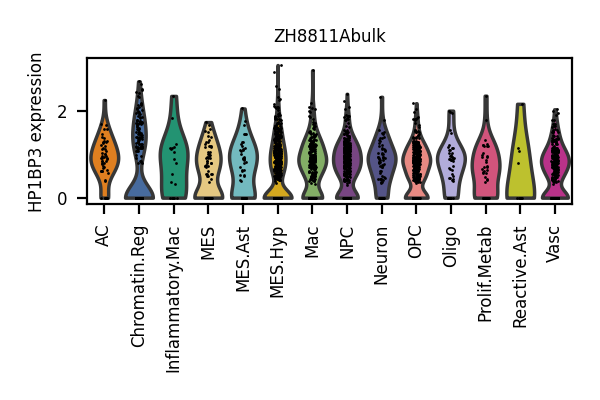 ZH8811Abulk
HP1BP3 expression
2
0
AC
Chromatin.Reg
Inflammatory.Mac
MES
MES.Ast
MES.Hyp
Mac
NPC
Neuron
OPC
Oligo
Prolif.Metab
Reactive.Ast
Vasc